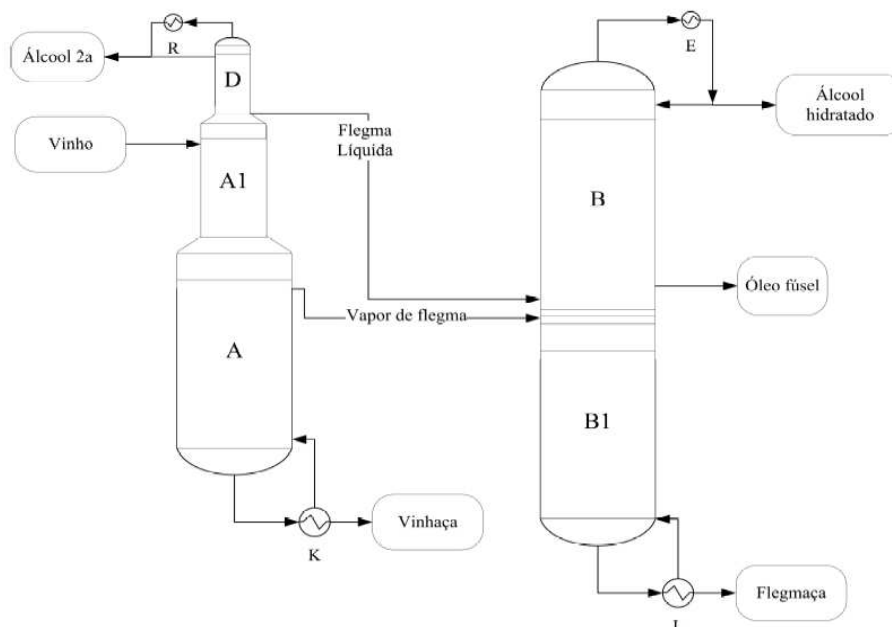 R
E
Álcool 2a
D
Álcool
hidratado
Flegma
Líquida
Vinho
A1
B
Óleo fúsel
Vapor de flegma
A
B1
Vinhaça
K
Flegmaça